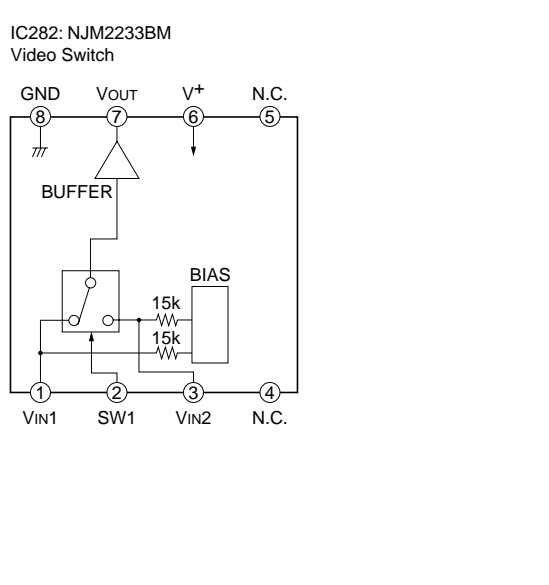 IC282: NJM2233BM
Video Switch
GND VOUT V+ N.C.
8 7 6 5
BUFFER
BIAS
15k
15k
1 2 3 4
VIN1 SW1 VIN2 N.C.